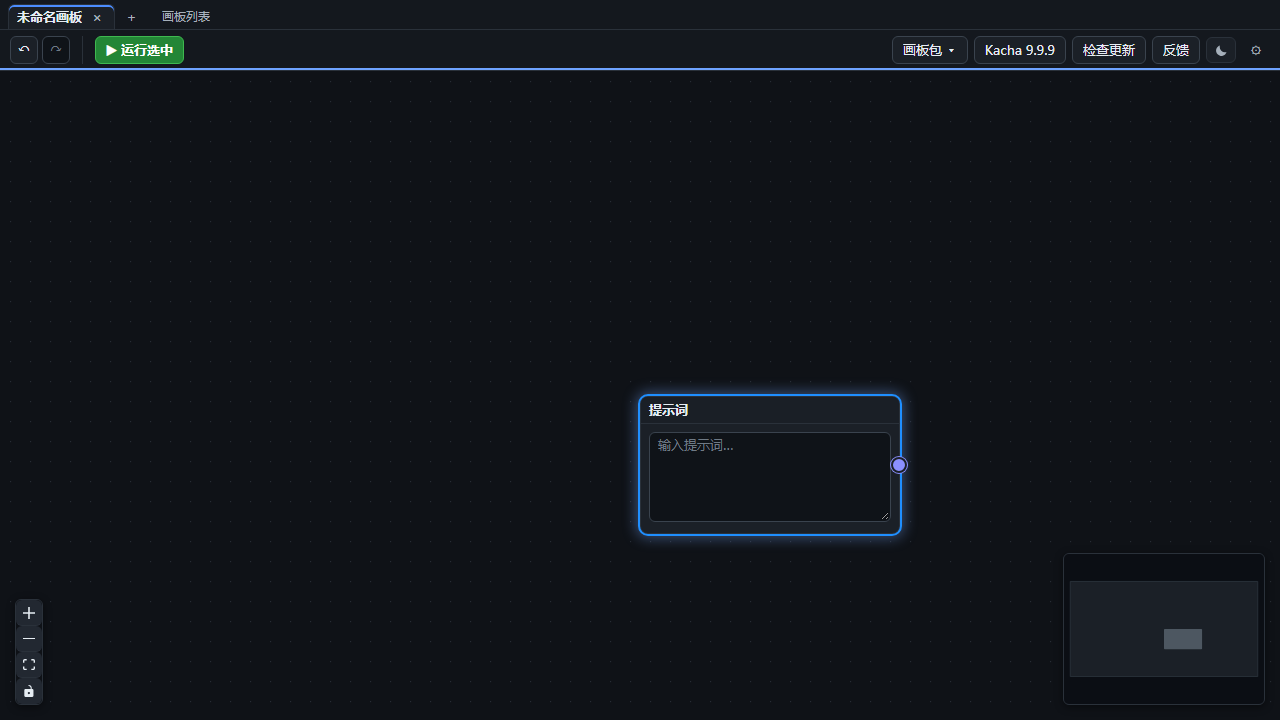 未命名画板 × + 画板列表
运行选中 画板包 Kacha 9.9.9 检查更新 反馈
提示词
输入提示词...